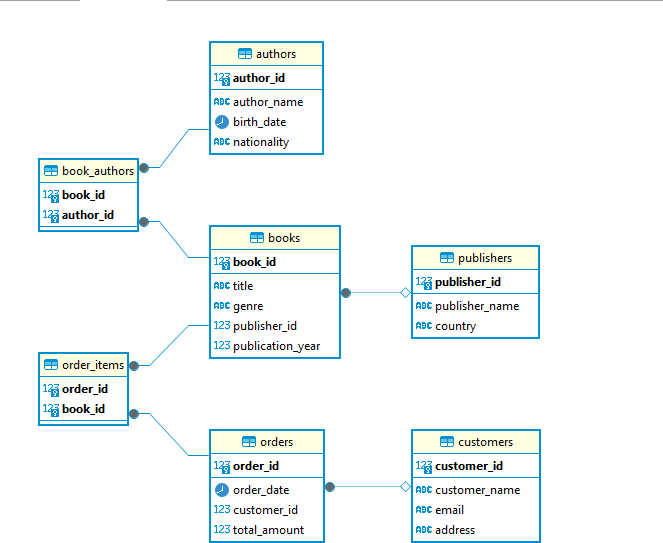 authors
123 author_id
ABC author_name
birth_date
ABC nationality
book_authors
123 book_id
123 author_id
books
123 book_id
ABC title
ABC genre
123 publisher_id
123 publication_year
publishers
123 publisher_id
ABC publisher_name
ABC country
order_items
123 order_id
123 book_id
orders
123 order_id
order_date
123 customer_id
123 total_amount
customers
123 customer_id
ABC customer_name
ABC email
ABC address